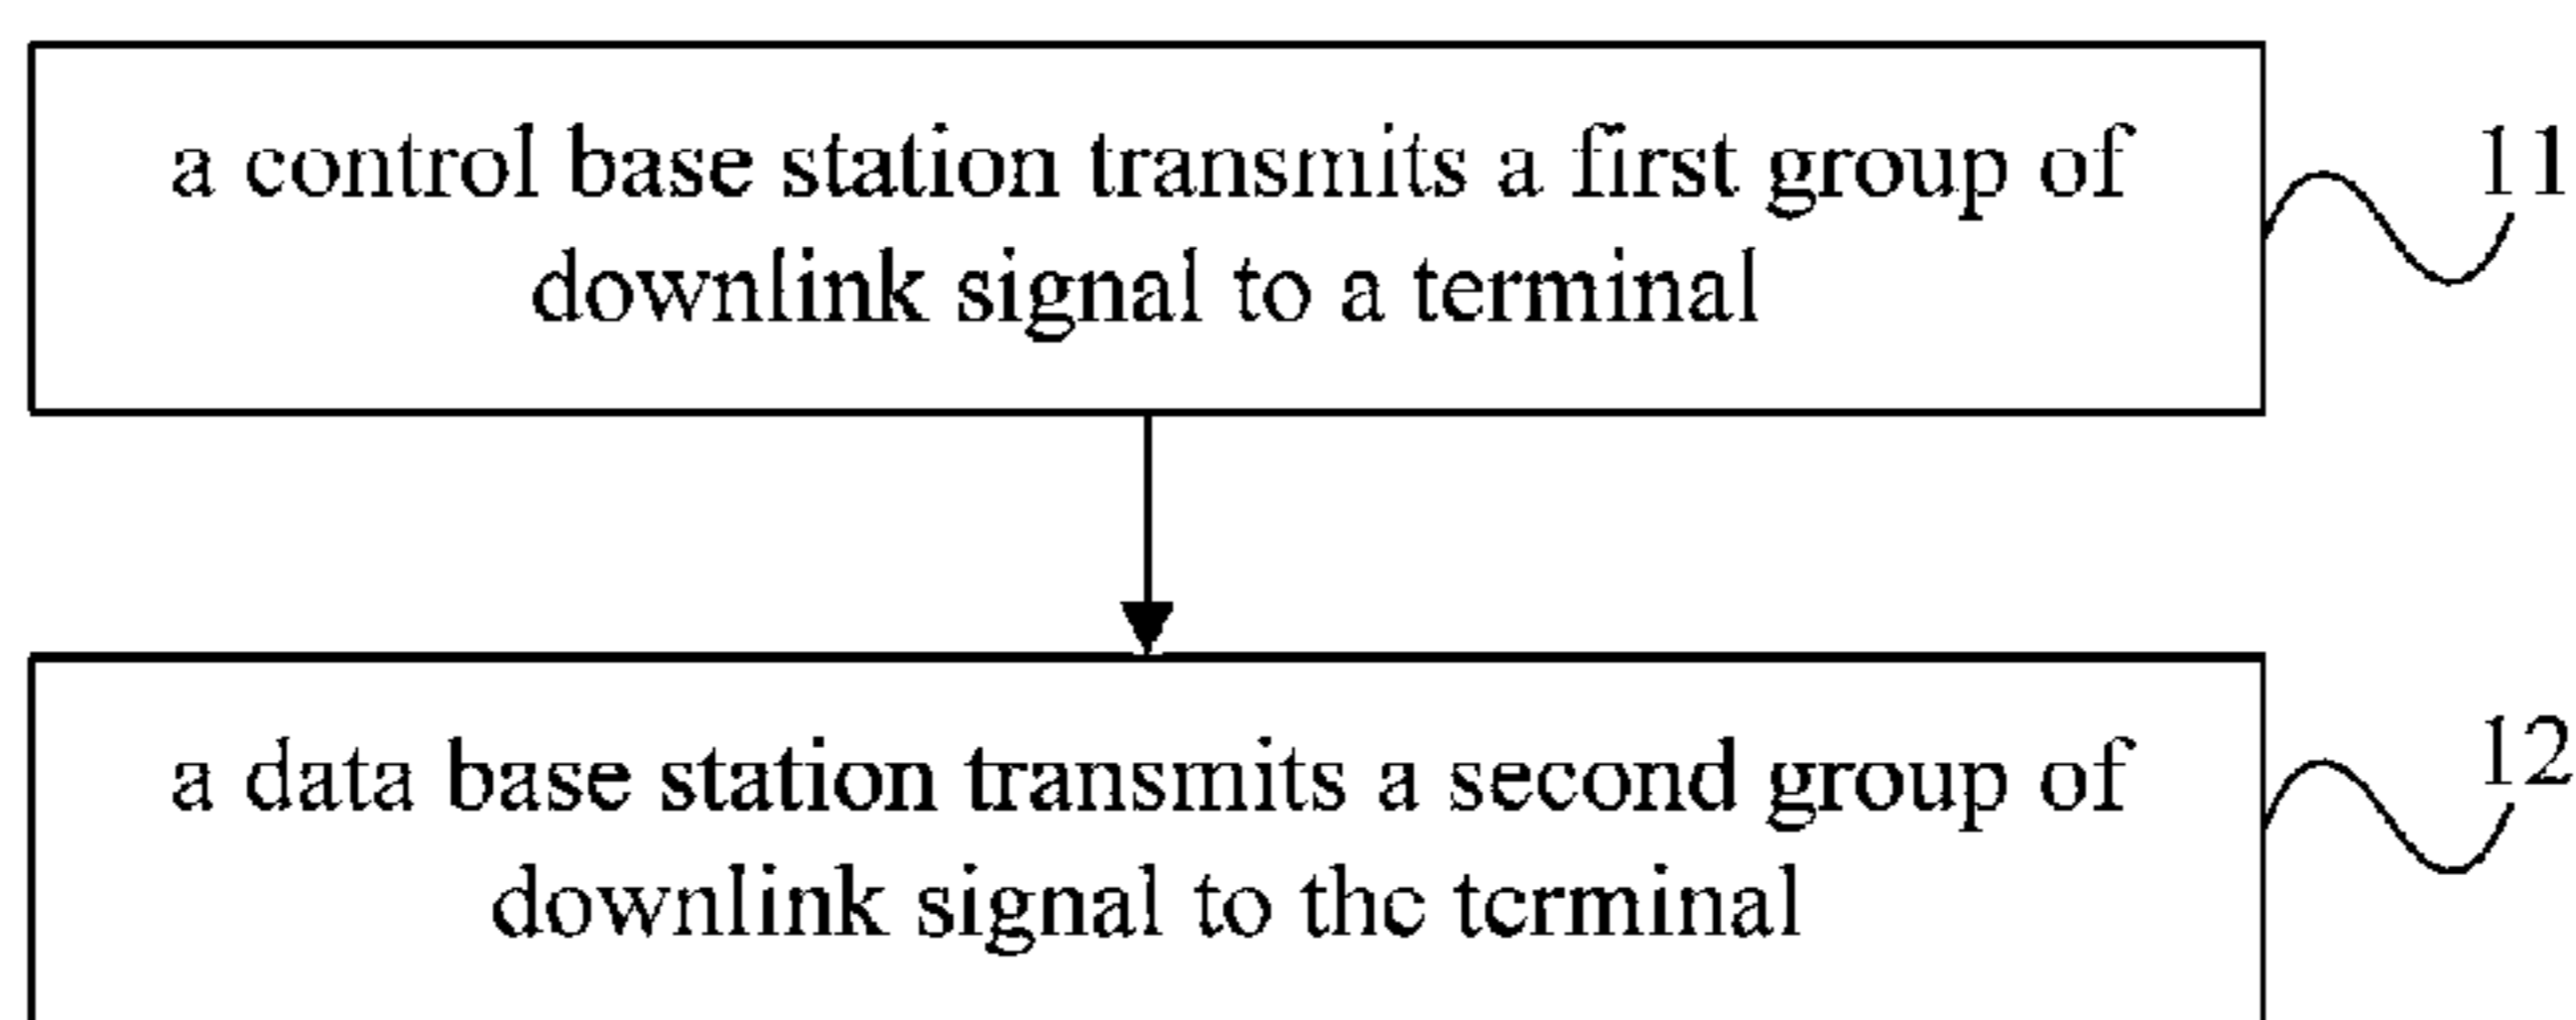 a control base station transmits a first group of
downlink signal to a terminal
11
a data base station transmits a second group of
downlink signal to the terminal
12